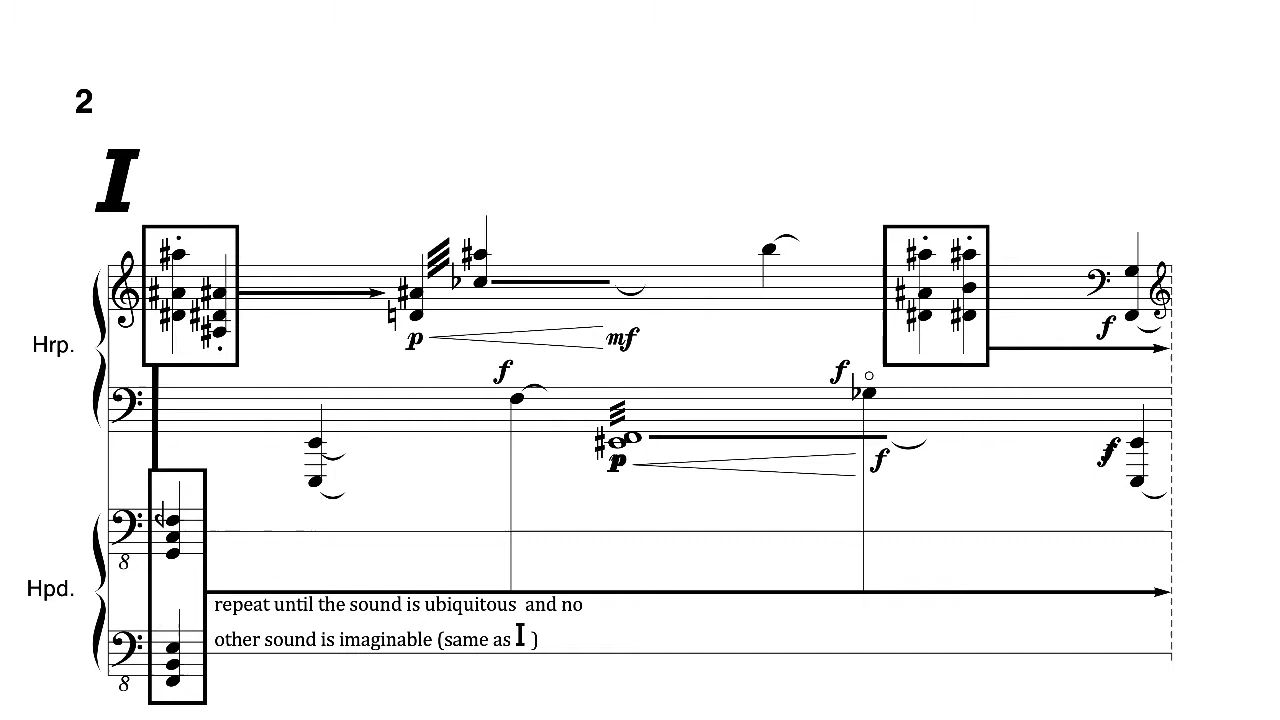 2
I
p
mf
Hrp.
f
f
p
f
f
f
8
Hpd.
repeat until the sound is ubiquitous and no
other sound is imaginable (same as I )
8